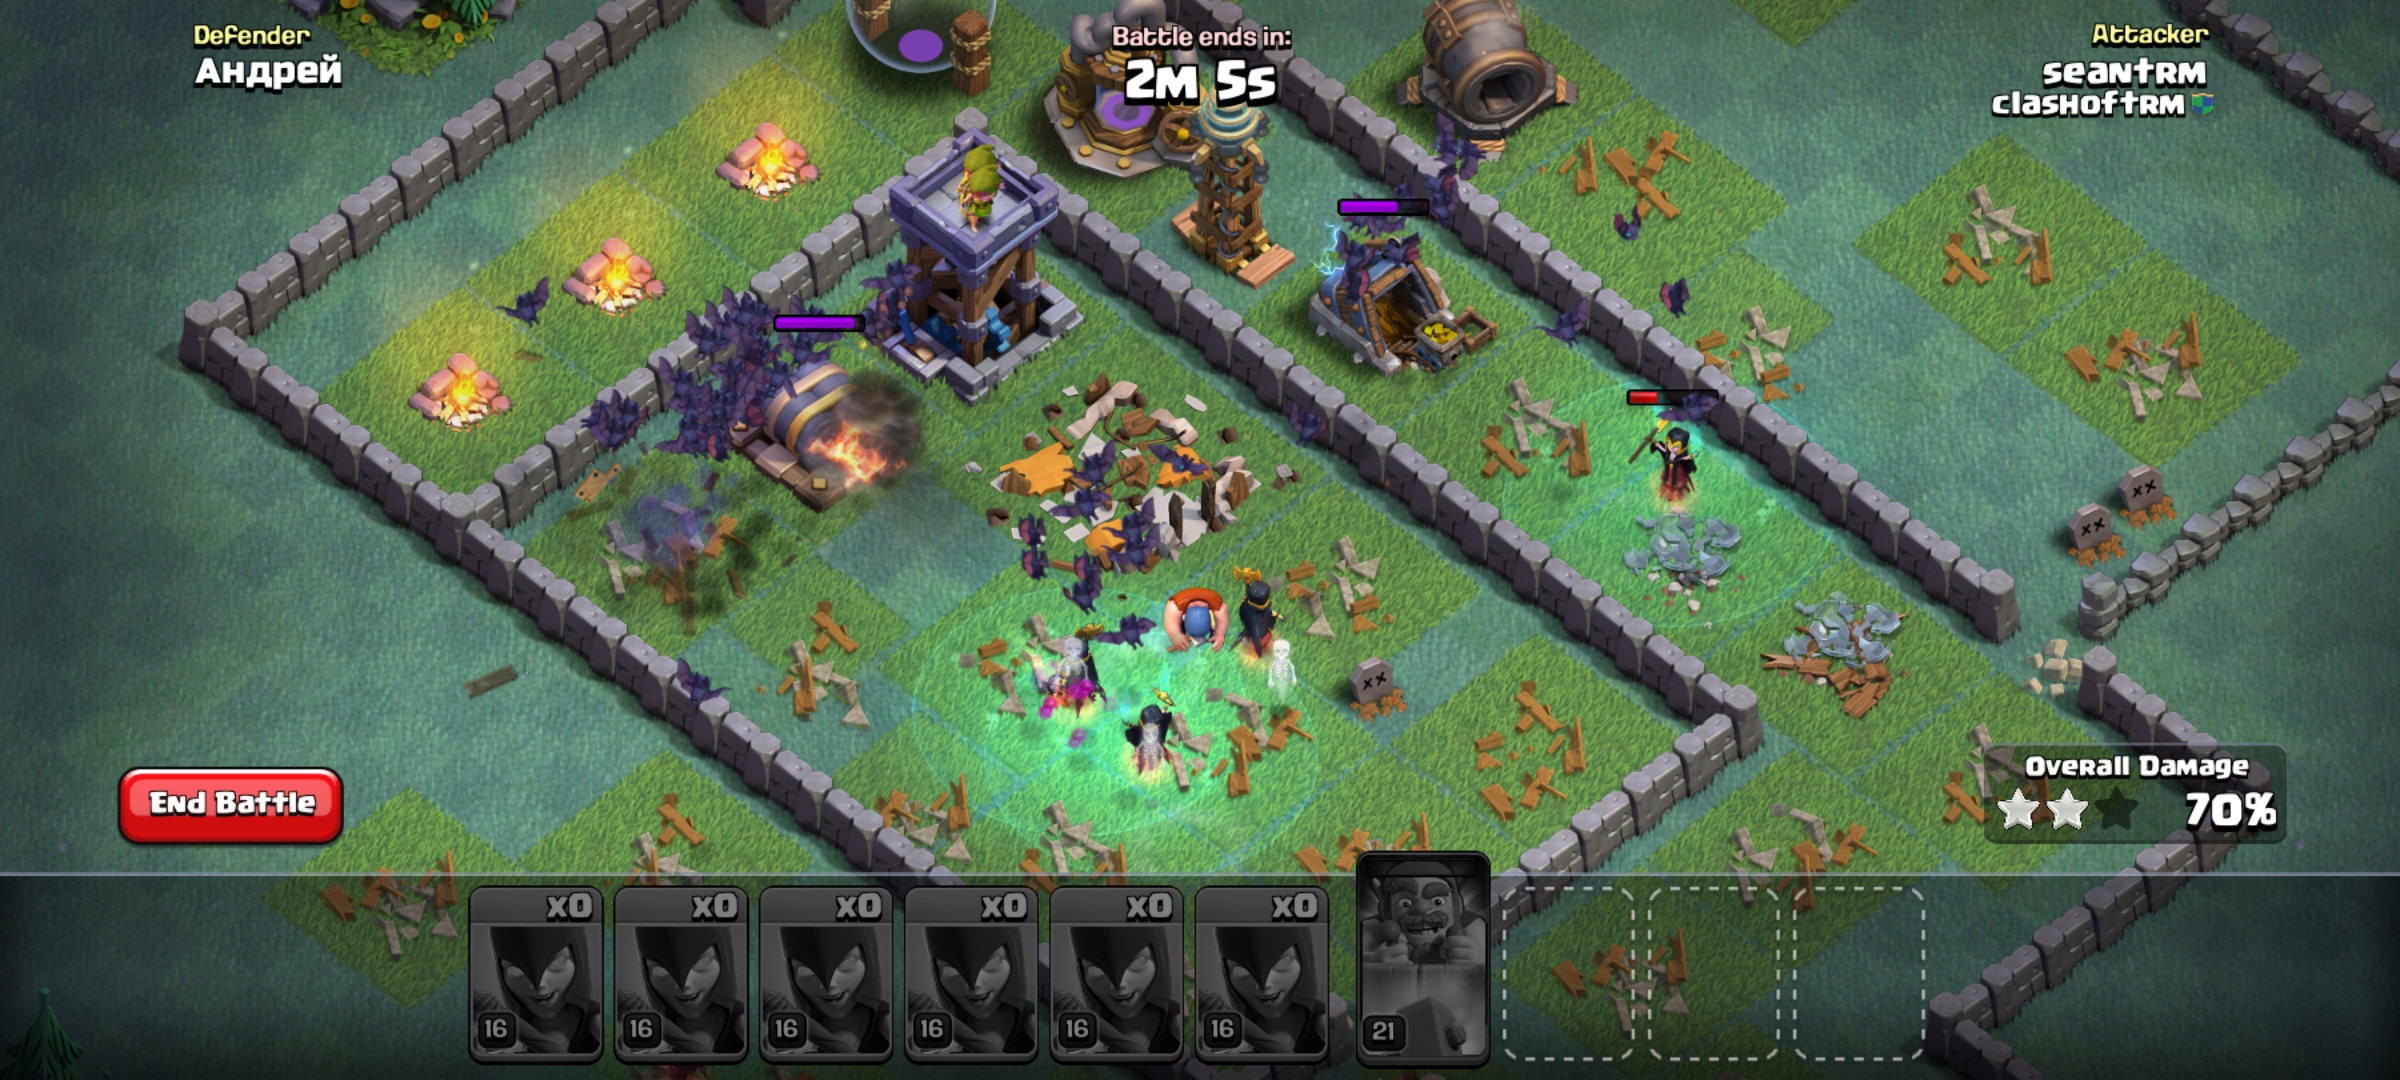 Defender
Андрей
Battle ends in:
2m 5s
Attacker
seantrm
clashoftrm
End Battle
Overall Damage
70%
x0 x0 x0 x0 x0 x0
16 16 16 16 16 16 21